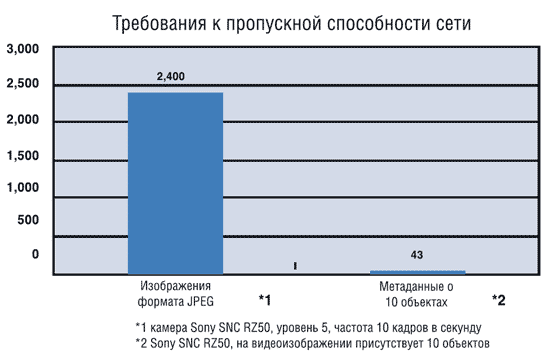 Требования к пропускной способности сети
3,000
2,500
2,000
1,500
1,000
500
0
2,400
43
Изображения
формата JPEG
*1
Метаданные о
10 объектах
*2
*1 камера Sony SNC RZ50, уровень 5, частота 10 кадров в секунду
*2 Sony SNC RZ50, на видеоизображении присутствует 10 объектов